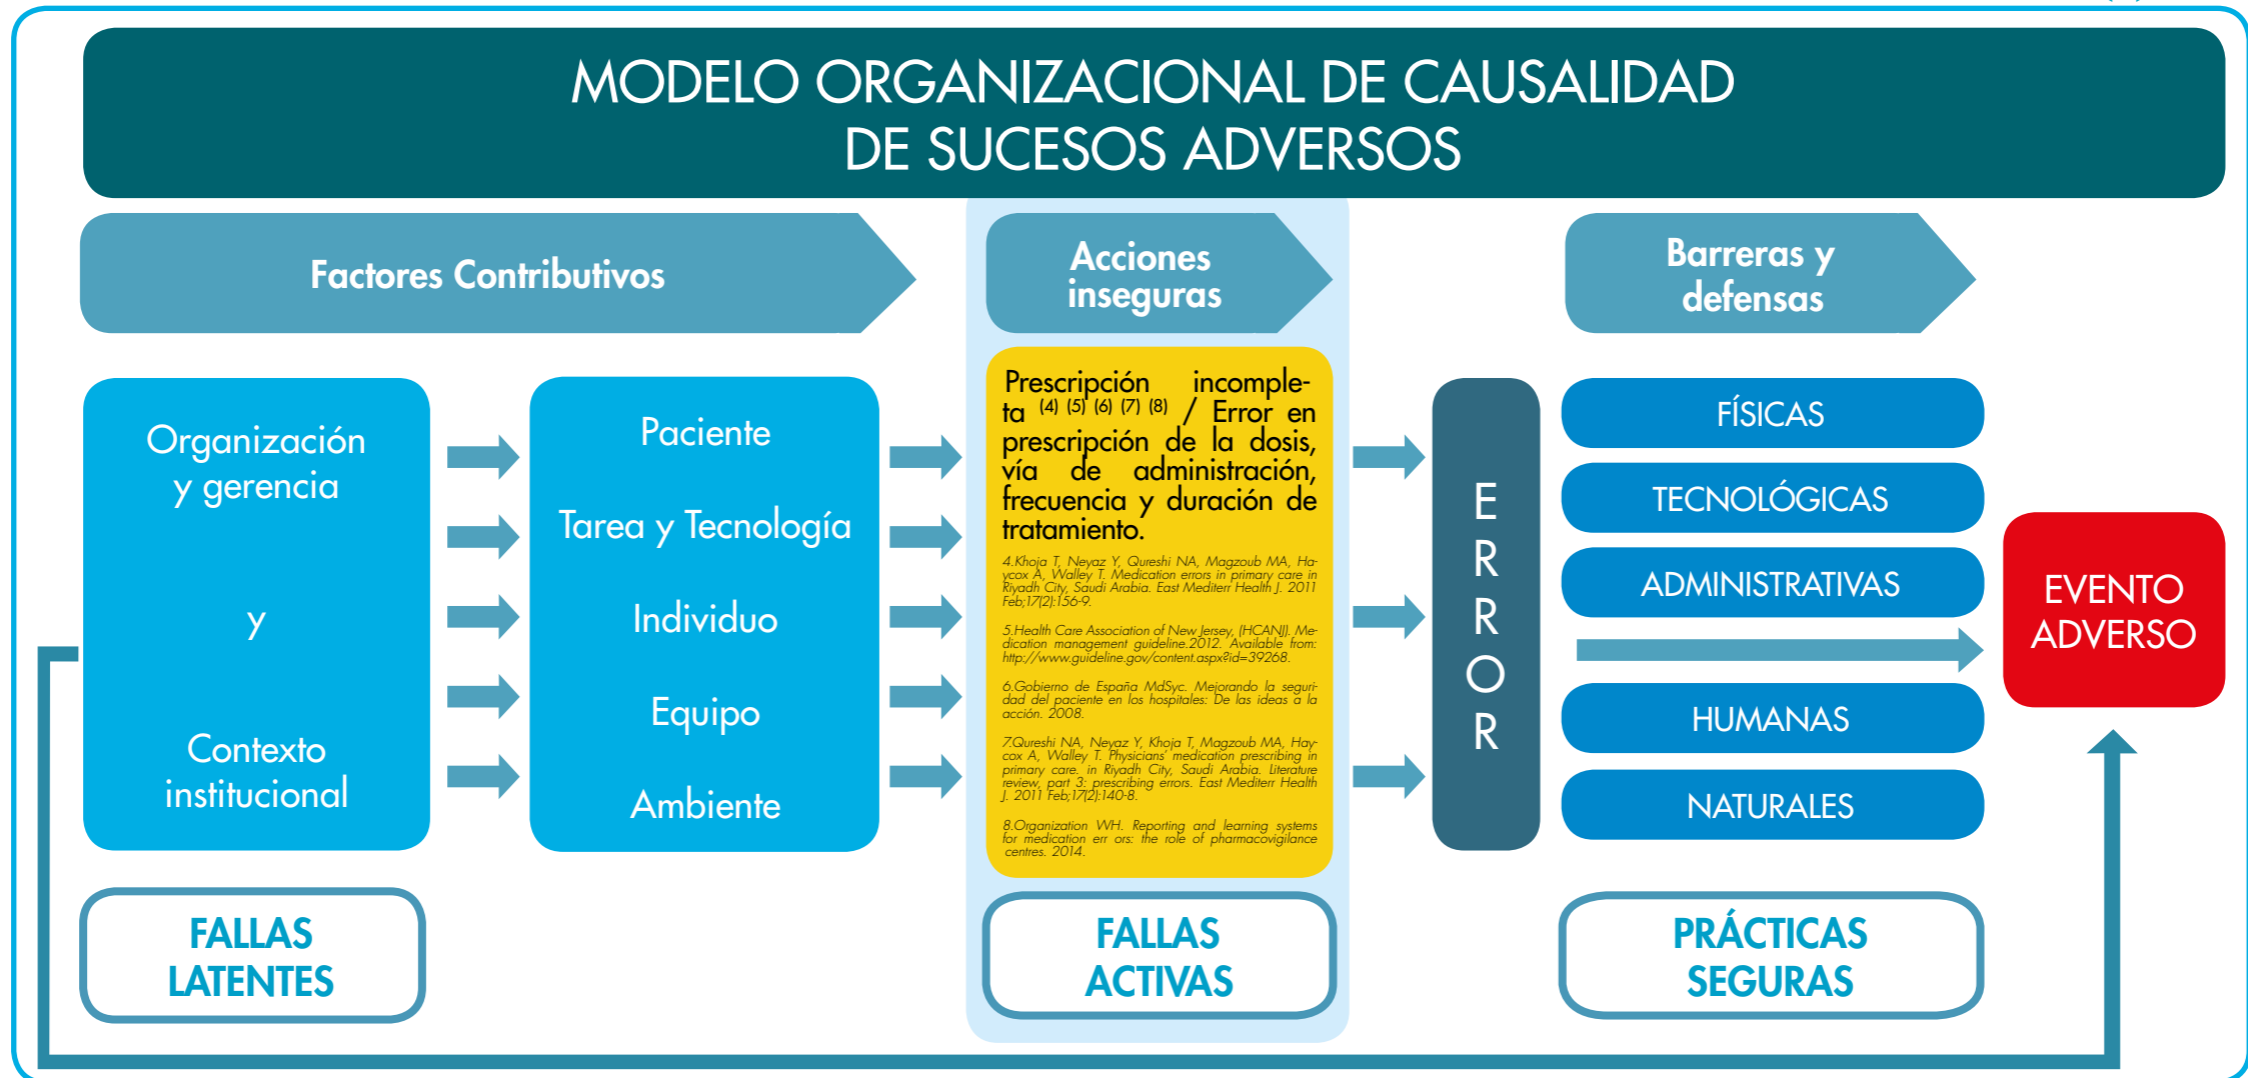 MODELO ORGANIZACIONAL DE CAUSALIDAD
DE SUCESOS ADVERSOS
Factores Contributivos
Acciones
inseguras
Barreras y
defensas
Organización
y gerencia
y
Contexto
institucional
Paciente
Tarea y Tecnología
Individuo
Equipo
Ambiente
Prescripción incomple-
ta (4) (5) (6) (7) (8) / Error en
prescripción de la dosis,
vía de administración,
frecuencia y duración de
tratamiento.
4.Khoja T, Neyaz Y, Qureshi NA, Magzoub MA, Ha-
ycox A, Walley T. Medication errors in primary care in
Riyadh City, Saudi Arabia. East Mediterr Health J. 2011
Feb;17(2):156-9.
5.Health Care Association of New Jersey, (HCANJ). Me-
dication management guideline.2012. Available from:
http://www.guideline.gov/content.aspx?id=39268.
6.Gobierno de España MdSyc. Mejorando la seguri-
dad del paciente en los hospitales: De las ideas a la
acción. 2008.
7.Qureshi NA, Neyaz Y, Khoja T, Magzoub MA, Hay-
cox A, Walley T. Physicians' medication prescribing in
primary care. in Riyadh City, Saudi Arabia. Literature
review, part 3: prescribing errors. East Mediterr Health
J. 2011 Feb;17(2):140-8.
8.Organization WH. Reporting and learning systems
for medication err ors: the role of pharmacovigilance
centres. 2014.
ERROR
FÍSICAS
TECNOLÓGICAS
ADMINISTRATIVAS
HUMANAS
NATURALES
EVENTO
ADVERSO
FALLAS
LATENTES
FALLAS
ACTIVAS
PRÁCTICAS
SEGURAS